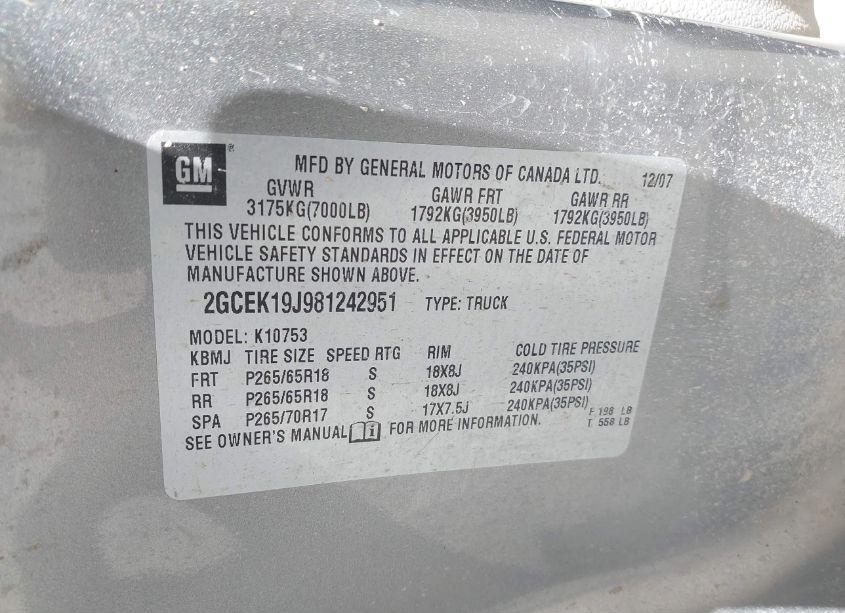 GM ®
MFD BY GENERAL MOTORS OF CANADA LTD. 12/07
GVWR GAWR FRT GAWR RR
3175KG(7000LB) 1792KG(3950LB) 1792KG(3950LB)
THIS VEHICLE CONFORMS TO ALL APPLICABLE U.S. FEDERAL MOTOR
VEHICLE SAFETY STANDARDS IN EFFECT ON THE DATE OF
MANUFACTURE SHOWN ABOVE.
2GCEK19J981242951 TYPE: TRUCK
MODEL: K10753
KBMJ TIRE SIZE SPEED RTG RIM COLD TIRE PRESSURE
FRT P265/65R18 S 18X8J 240KPA(35PSI)
RR P265/65R18 S 18X8J 240KPA(35PSI)
SPA P265/70R17 S 17X7.5J 240KPA(35PSI)
SEE OWNER'S MANUAL i FOR MORE INFORMATION.
F 198 LB
T 558 LB